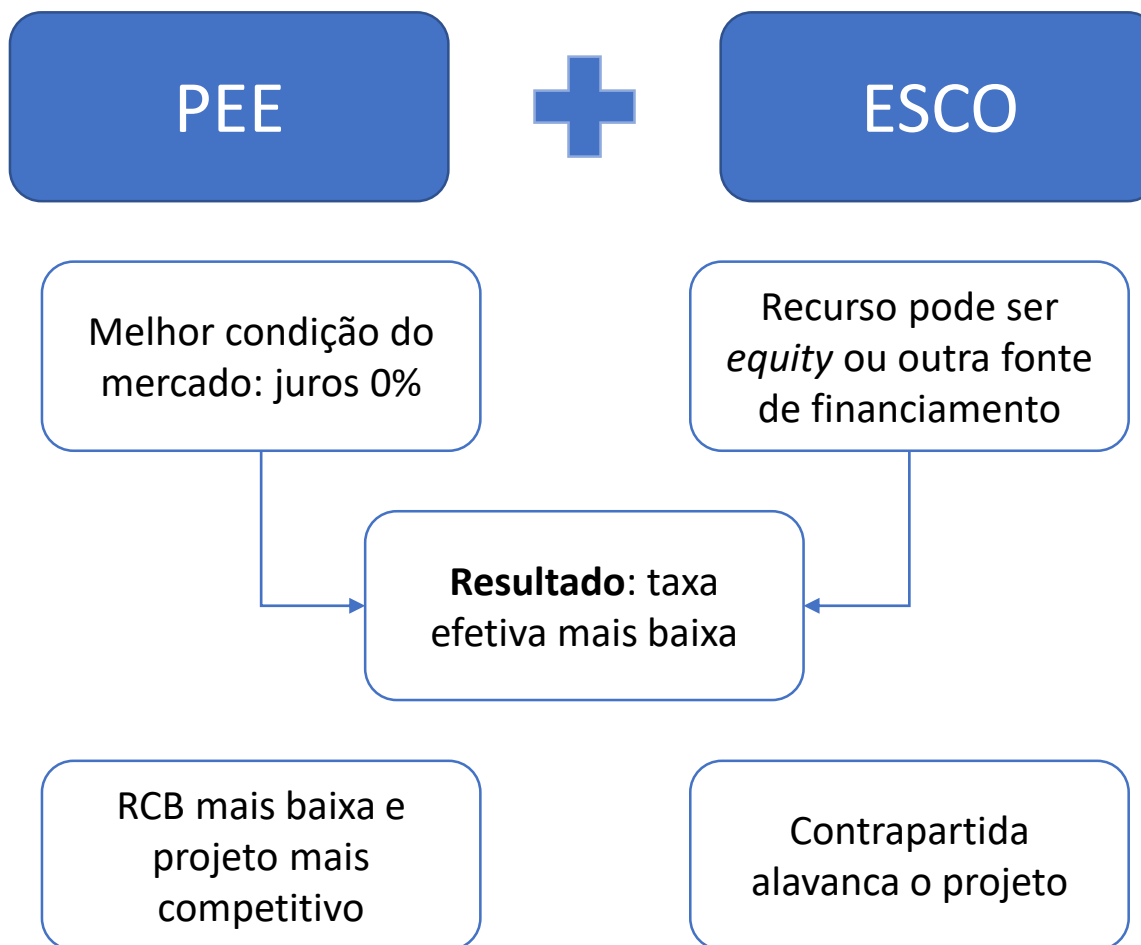 PEE
ESCO
Melhor condição do
mercado: juros 0%
Recurso pode ser
equity ou outra fonte
de financiamento
Resultado: taxa
efetiva mais baixa
RCB mais baixa e
projeto mais
competitivo
Contrapartida
alavanca o projeto